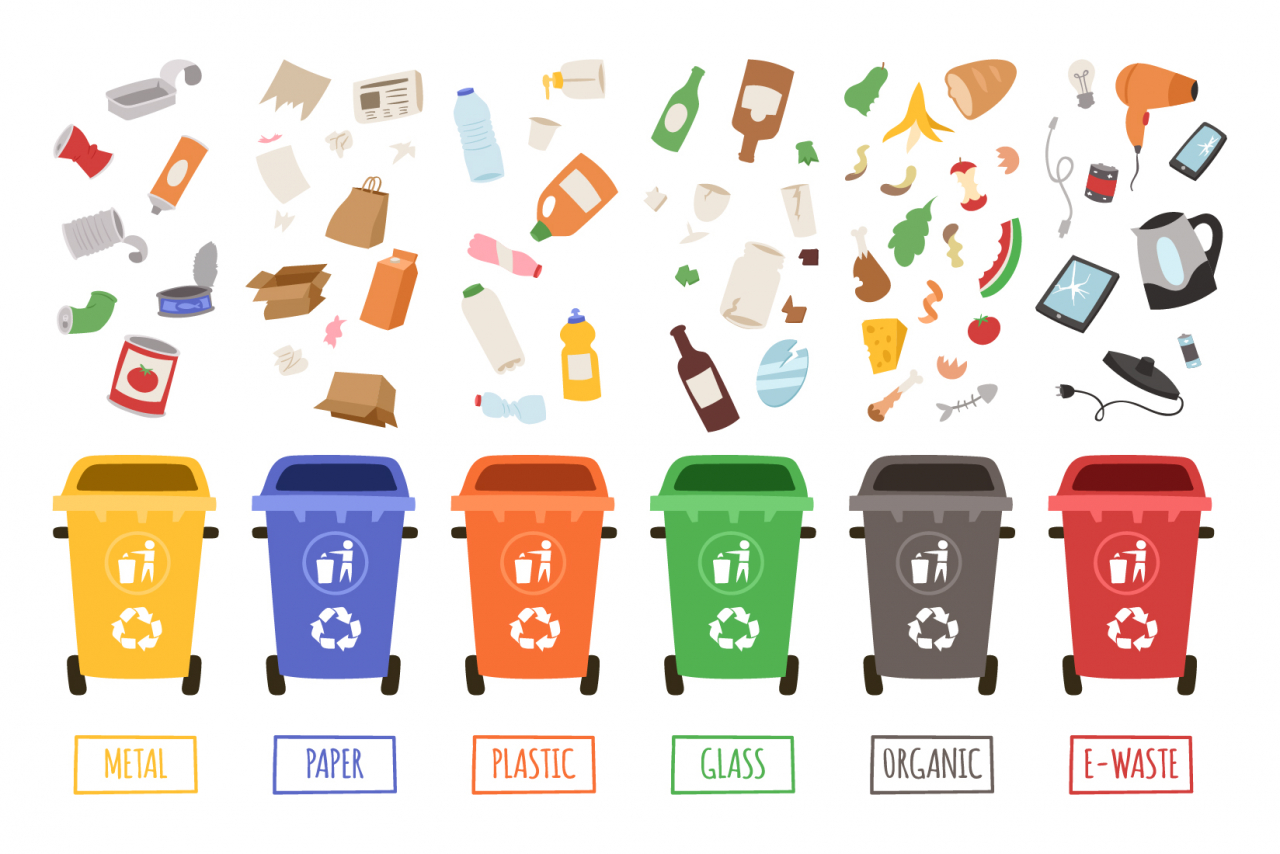 METAL
PAPER
PLASTIC
GLASS
ORGANIC
E-WASTE